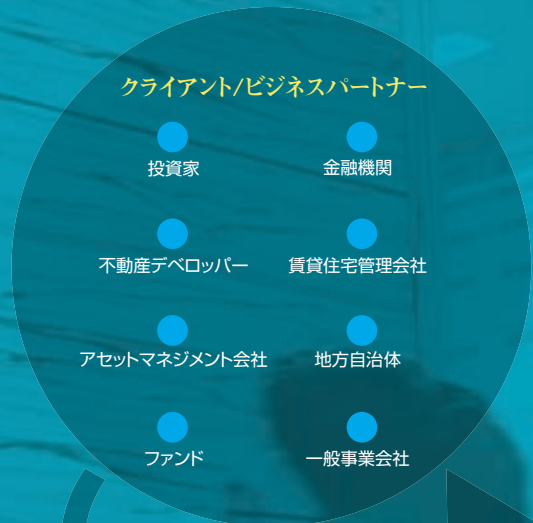 クライアント/ビジネスパートナー
投資家
金融機関
不動産デベロッパー
賃貸住宅管理会社
アセットマネジメント会社
地方自治体
ファンド
一般事業会社